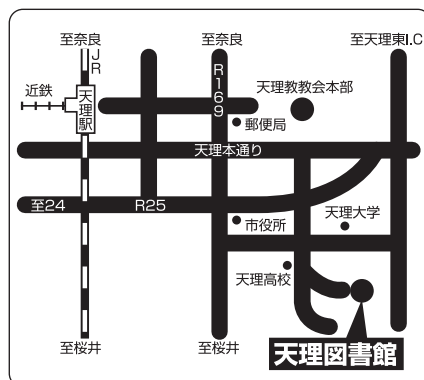 至奈良
至奈良
至天理東I.C
JR
近鉄
天理駅
R169
天理教教会本部
郵便局
天理本通り
至24
R25
市役所
天理大学
天理高校
至桜井
至桜井
天理図書館